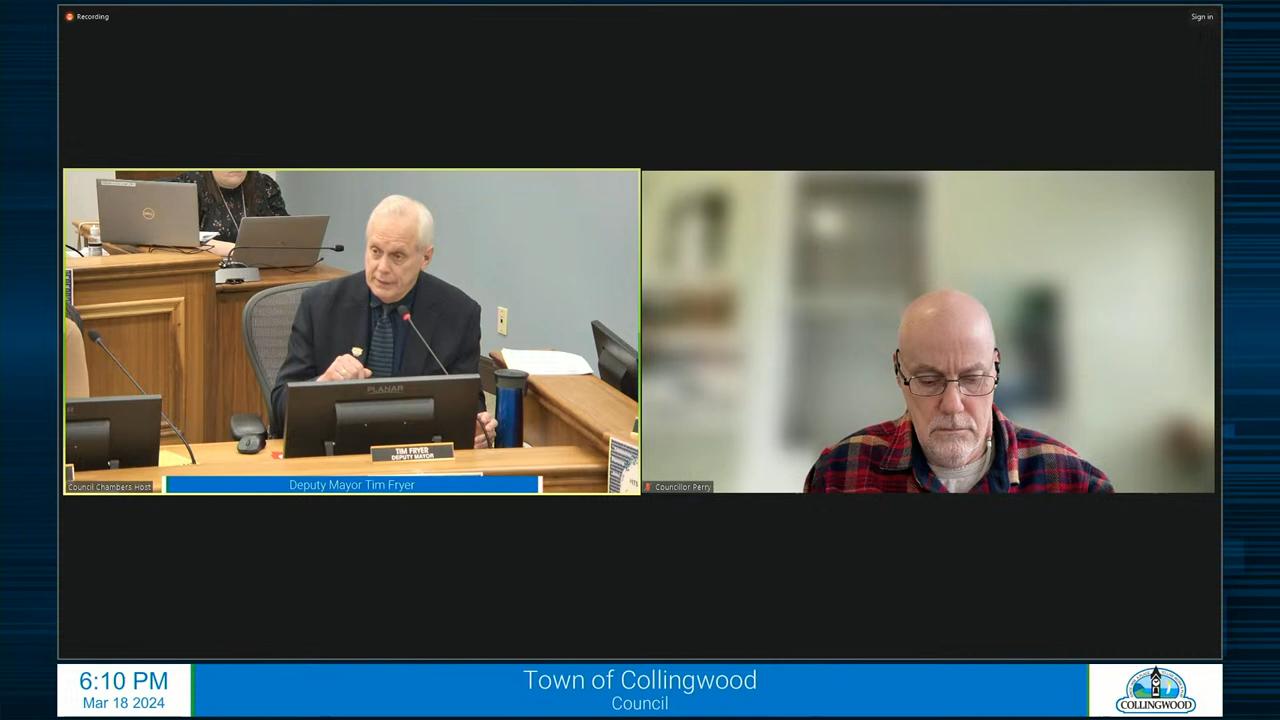 Recording
Sign in
DELL
PLANAR
TIM FRYER
DEPUTY MAYOR
Council Chambers Host
Deputy Mayor Tim Fryer
Councillor Perry
6:10 PM
Mar 18 2024
Town of Collingwood
Council
COLLINGWOOD